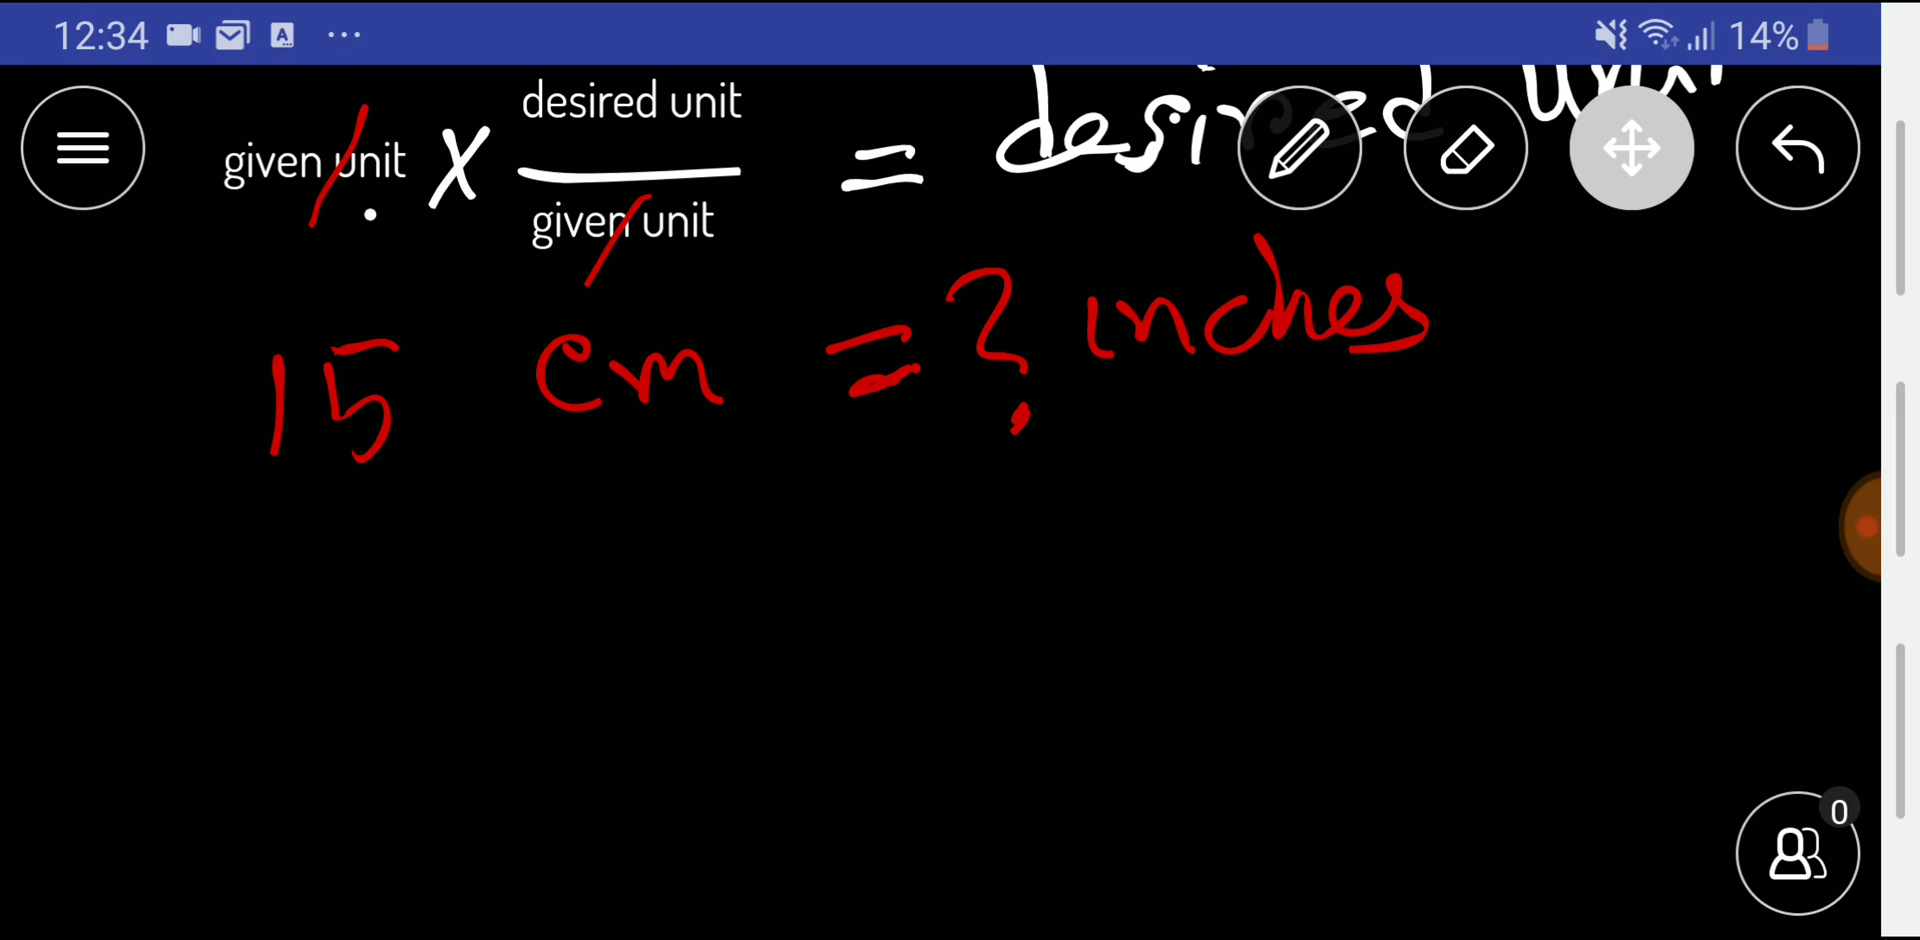 12:34 ... 14%
desired unit
given unit X ——— = desired unit
given unit
15 cm = ? inches
0